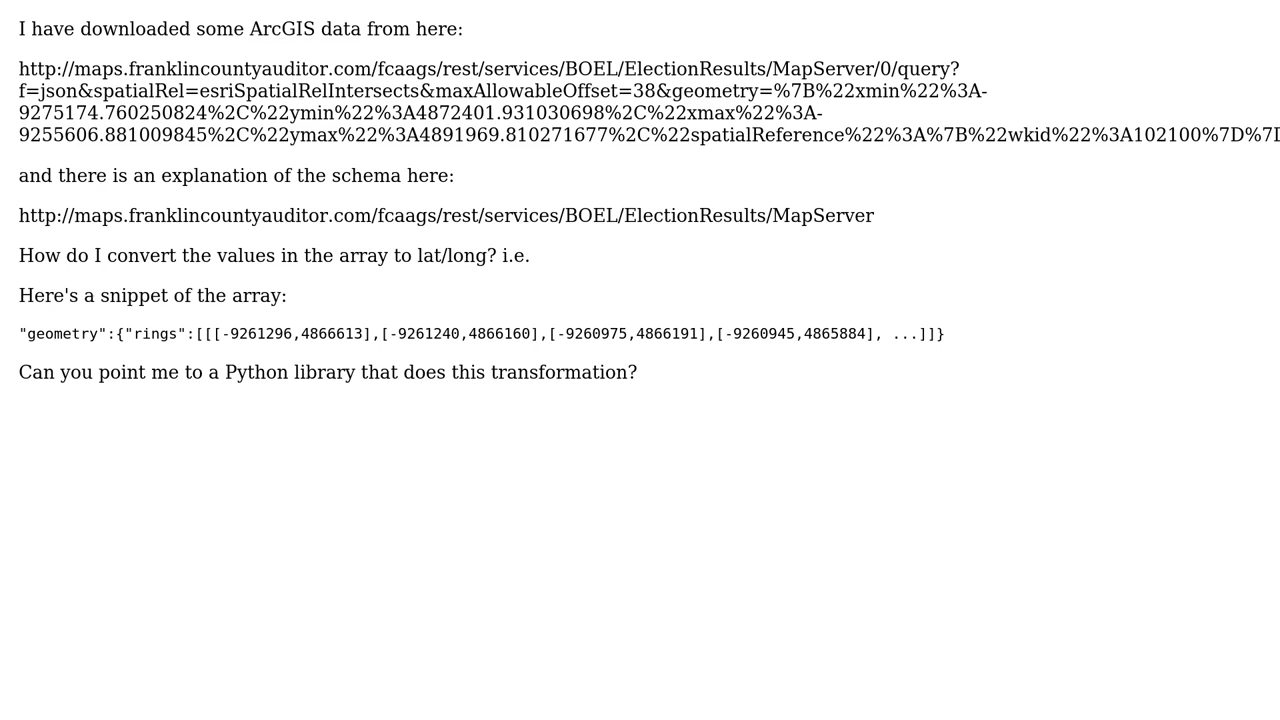 I have downloaded some ArcGIS data from here:
http://maps.franklincountyauditor.com/fcaags/rest/services/BOEL/ElectionResults/MapServer/0/query?
f=json&spatialRel=esriSpatialRelIntersects&maxAllowableOffset=38&geometry=%7B%22xmin%22%3A-
9275174.760250824%2C%22ymin%22%3A4872401.931030698%2C%22xmax%22%3A-
9255606.881009845%2C%22ymax%22%3A4891969.810271677%2C%22spatialReference%22%3A%7B%22wkid%22%3A102100%7D%7D
and there is an explanation of the schema here:
http://maps.franklincountyauditor.com/fcaags/rest/services/BOEL/ElectionResults/MapServer
How do I convert the values in the array to lat/long? i.e.
Here's a snippet of the array:
"geometry":{"rings":[[[-9261296,4866613],[-9261240,4866160],[-9260975,4866191],[-9260945,4865884], ...]]}
Can you point me to a Python library that does this transformation?